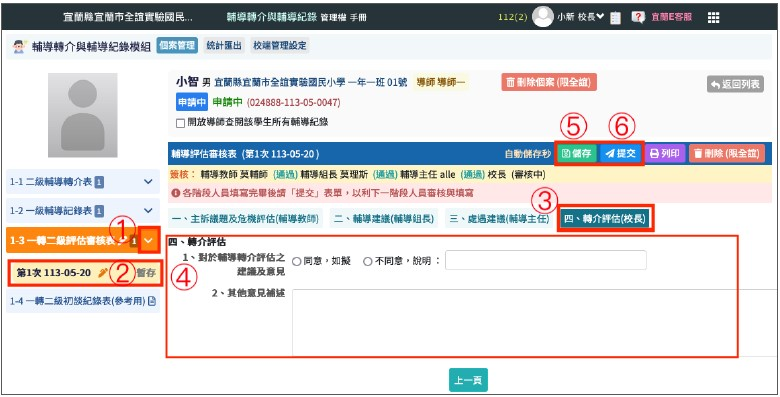 宜蘭縣宜蘭市全誼實驗國民... 輔導轉介與輔導紀錄 管理檔 手冊 112(2) 小新 校長 宜蘭E客服
輔導轉介與輔導紀錄模組 個案管理 統計匯出 校端管理設定
小智 男 宜蘭縣宜蘭市全誼實驗國民小學 一年一班 01號 導師 導師一 刪除個案 (限全誼) 返回列表
申請中 申請中 (024888-113-05-0047)
開放導師查閱該學生所有輔導紀錄
⑤ ⑥
輔導評估審核表 (第1次 113-05-20 ) 自動儲存秒 儲存 提交 列印 刪除 (限全誼)
簽核： 輔導教師 莫輔師 (通過) 輔導組長 莫理斯 (通過) 輔導主任 alle (通過) 校長 (審核中)
各階段人員填寫完畢後請「提交」表單，以利下一階段人員審核與填寫
③
一、主訴議題及危機評估(輔導教師) 二、輔導建議(輔導組長) 三、處遇建議(輔導主任) 四、轉介評估(校長)
1-1 二級輔導轉介表 1
1-2 一級輔導記錄表 1
①
1-3 一轉二級評估審核表 1
② 第1次 113-05-20 暫存
1-4 一轉二級初談紀錄表(參考用)
四、轉介評估
④
1、對於輔導轉介評估之 同意，如擬 不同意，說明：
建議及意見
2、其他意見補述
上一頁